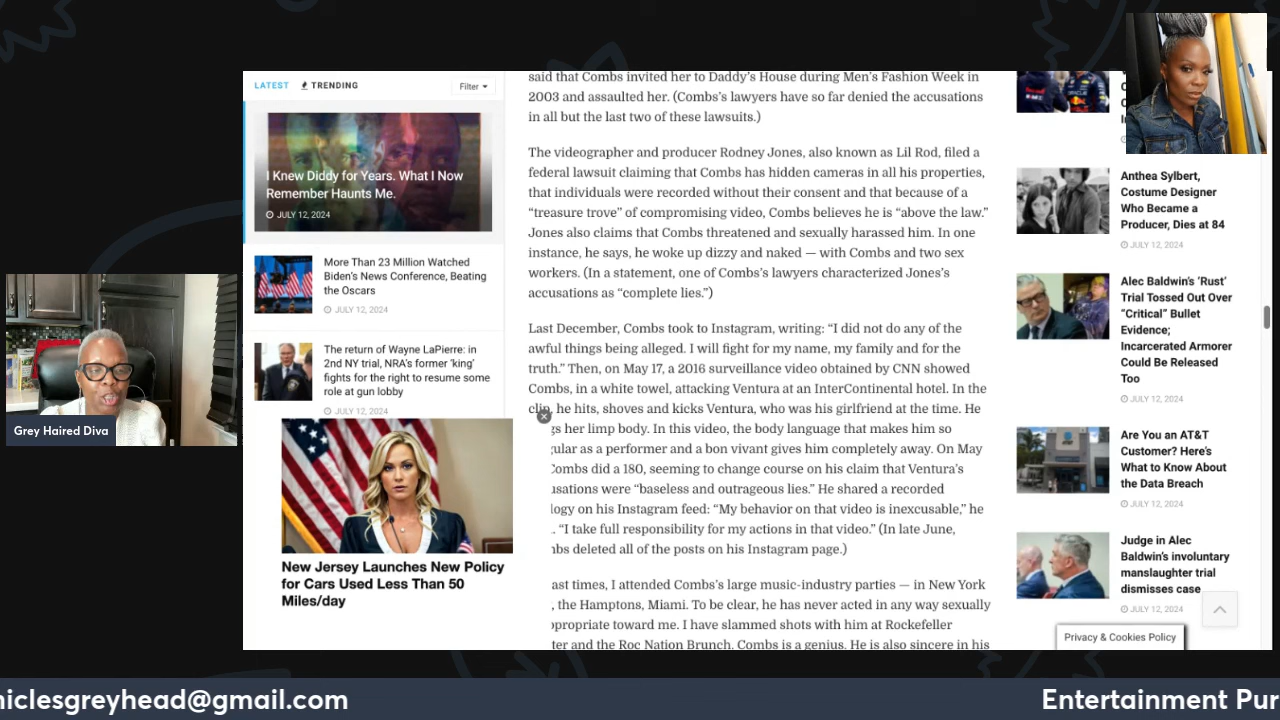 LATEST
TRENDING
Filter
I Knew Diddy for Years. What I Now
Remember Haunts Me.
JULY 12, 2024
More Than 23 Million Watched
Biden's News Conference, Beating
the Oscars
JULY 12, 2024
The return of Wayne LaPierre: in
2nd NY trial, NRA's former 'king'
fights for the right to resume some
role at gun lobby
JULY 12, 2024
New Jersey Launches New Policy
for Cars Used Less Than 50
Miles/day
said that Combs invited her to Daddy's House during Men's Fashion Week in
2003 and assaulted her. (Combs's lawyers have so far denied the accusations
in all but the last two of these lawsuits.)
The videographer and producer Rodney Jones, also known as Lil Rod, filed a
federal lawsuit claiming that Combs has hidden cameras in all his properties,
that individuals were recorded without their consent and that because of a
“treasure trove” of compromising video, Combs believes he is “above the law.”
Jones also claims that Combs threatened and sexually harassed him. In one
instance, he says, he woke up dizzy and naked — with Combs and two sex
workers. (In a statement, one of Combs's lawyers characterized Jones's
accusations as “complete lies.”)
Last December, Combs took to Instagram, writing: “I did not do any of the
awful things being alleged. I will fight for my name, my family and for the
truth.” Then, on May 17, a 2016 surveillance video obtained by CNN showed
Combs, in a white towel, attacking Ventura at an InterContinental hotel. In the
clip, he hits, shoves and kicks Ventura, who was his girlfriend at the time. He
gs her limp body. In this video, the body language that makes him so
gular as a performer and a bon vivant gives him completely away. On May
Combs did a 180, seeming to change course on his claim that Ventura's
usations were “baseless and outrageous lies.” He shared a recorded
logy on his Instagram feed: “My behavior on that video is inexcusable,” he
. “I take full responsibility for my actions in that video.” (In late June,
nbs deleted all of the posts on his Instagram page.)
ast times, I attended Combs's large music-industry parties — in New York
, the Hamptons, Miami. To be clear, he has never acted in any way sexually
propriate toward me. I have slammed shots with him at Rockefeller
ter and the Roc Nation Brunch. Combs is a genius. He is also sincere in his
Anthea Sylbert,
Costume Designer
Who Became a
Producer, Dies at 84
JULY 12, 2024
Alec Baldwin's ‘Rust’
Trial Tossed Out Over
“Critical” Bullet
Evidence;
Incarcerated Armorer
Could Be Released
Too
JULY 12, 2024
Are You an AT&T
Customer? Here's
What to Know About
the Data Breach
JULY 12, 2024
Judge in Alec
Baldwin's involuntary
manslaughter trial
dismisses case
JULY 12, 2024
Privacy & Cookies Policy
Grey Haired Diva
niclesgreyhead@gmail.com
Entertainment Pur